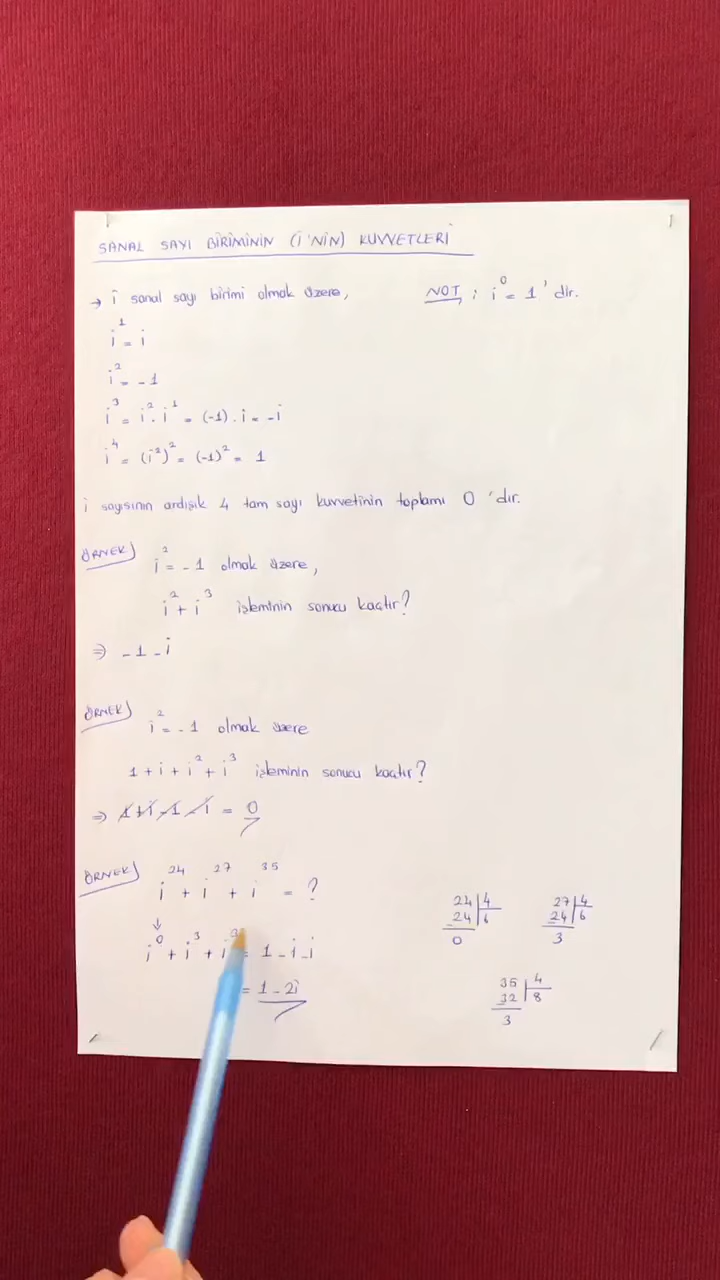 SANAL SAYI BİRİMİNİN (İ'NİN) KUVVETLERİ
→ i sanal sayı birimi olmak üzere,
NOT : i⁰ = 1'dir.
i¹ = i
i² = -1
i³ = i² . i¹ = (-1) . i = -i
i⁴ = (i²)² = (-1)² = 1
i sayısının ardışık 4 tam sayı kuvvetinin toplamı 0'dır.
ÖRNEK) i² = -1 olmak üzere,
i² + i³ işleminin sonucu kaçtır?
⇒ -1 - i
ÖRNEK) i² = -1 olmak üzere
1 + i + i² + i³ işleminin sonucu kaçtır?
⇒ 1 + i - 1 - i = 0
ÖRNEK) i²⁴ + i²⁷ + i³⁵ = ?
↓
i⁰ + i³ + i³ = 1 - i - i
= 1 - 2i
24 | 4
- 24 | 6
0
27 | 4
- 24 | 6
3
35 | 4
- 32 | 8
3